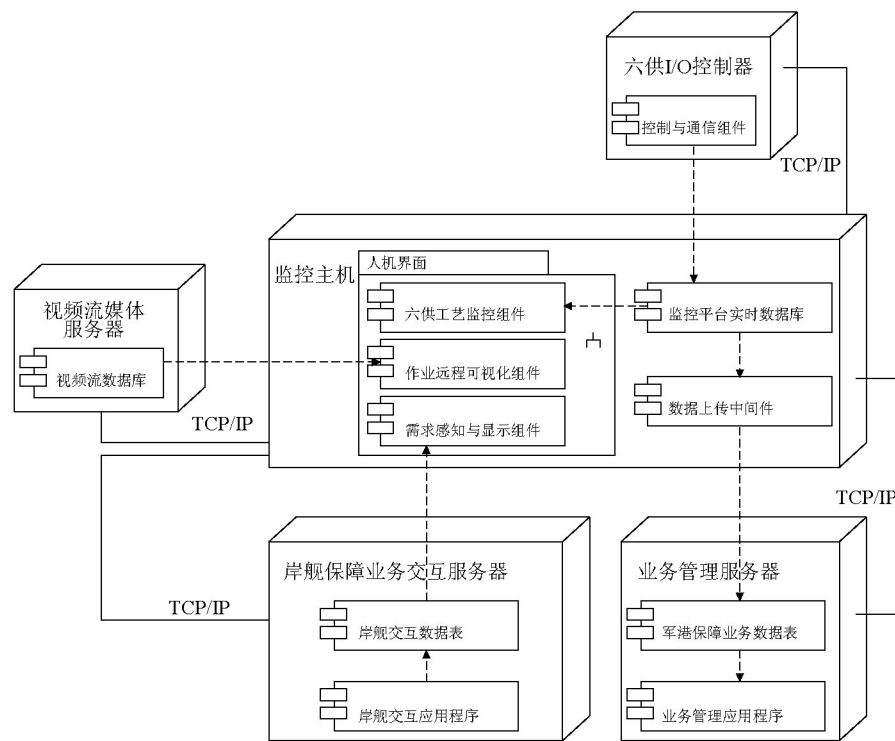 六供I/O控制器
控制与通信组件
TCP/IP
监控主机
人机界面
六供工艺监控组件
监控平台实时数据库
视频流媒体
服务器
视频流数据库
作业远程可视化组件
数据上传中间件
需求感知与显示组件
TCP/IP
TCP/IP
岸舰保障业务交互服务器
业务管理服务器
TCP/IP
岸舰交互数据表
军港保障业务数据表
岸舰交互应用程序
业务管理应用程序